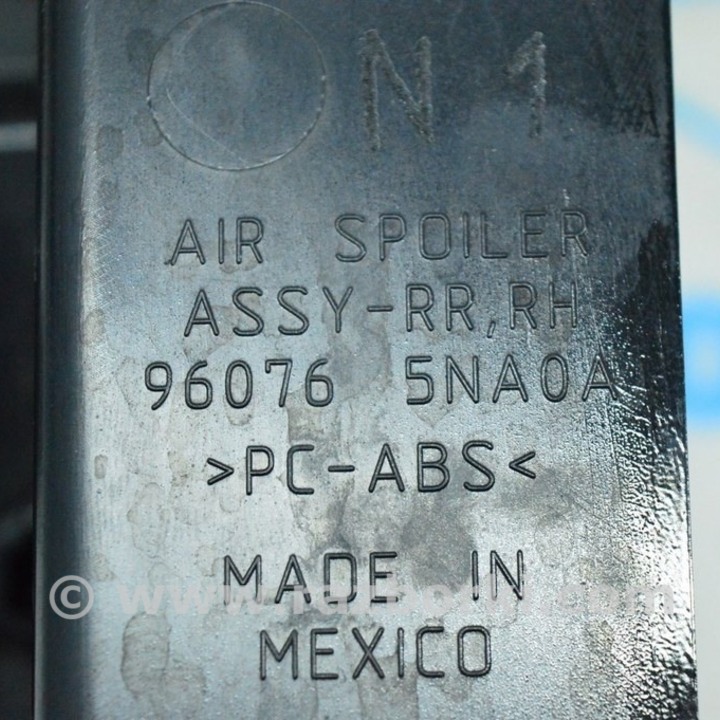 N 1
AIR SPOILER
ASSY-RR,RH
96076 5NA0A
>PC-ABS<
MADE IN
MEXICO